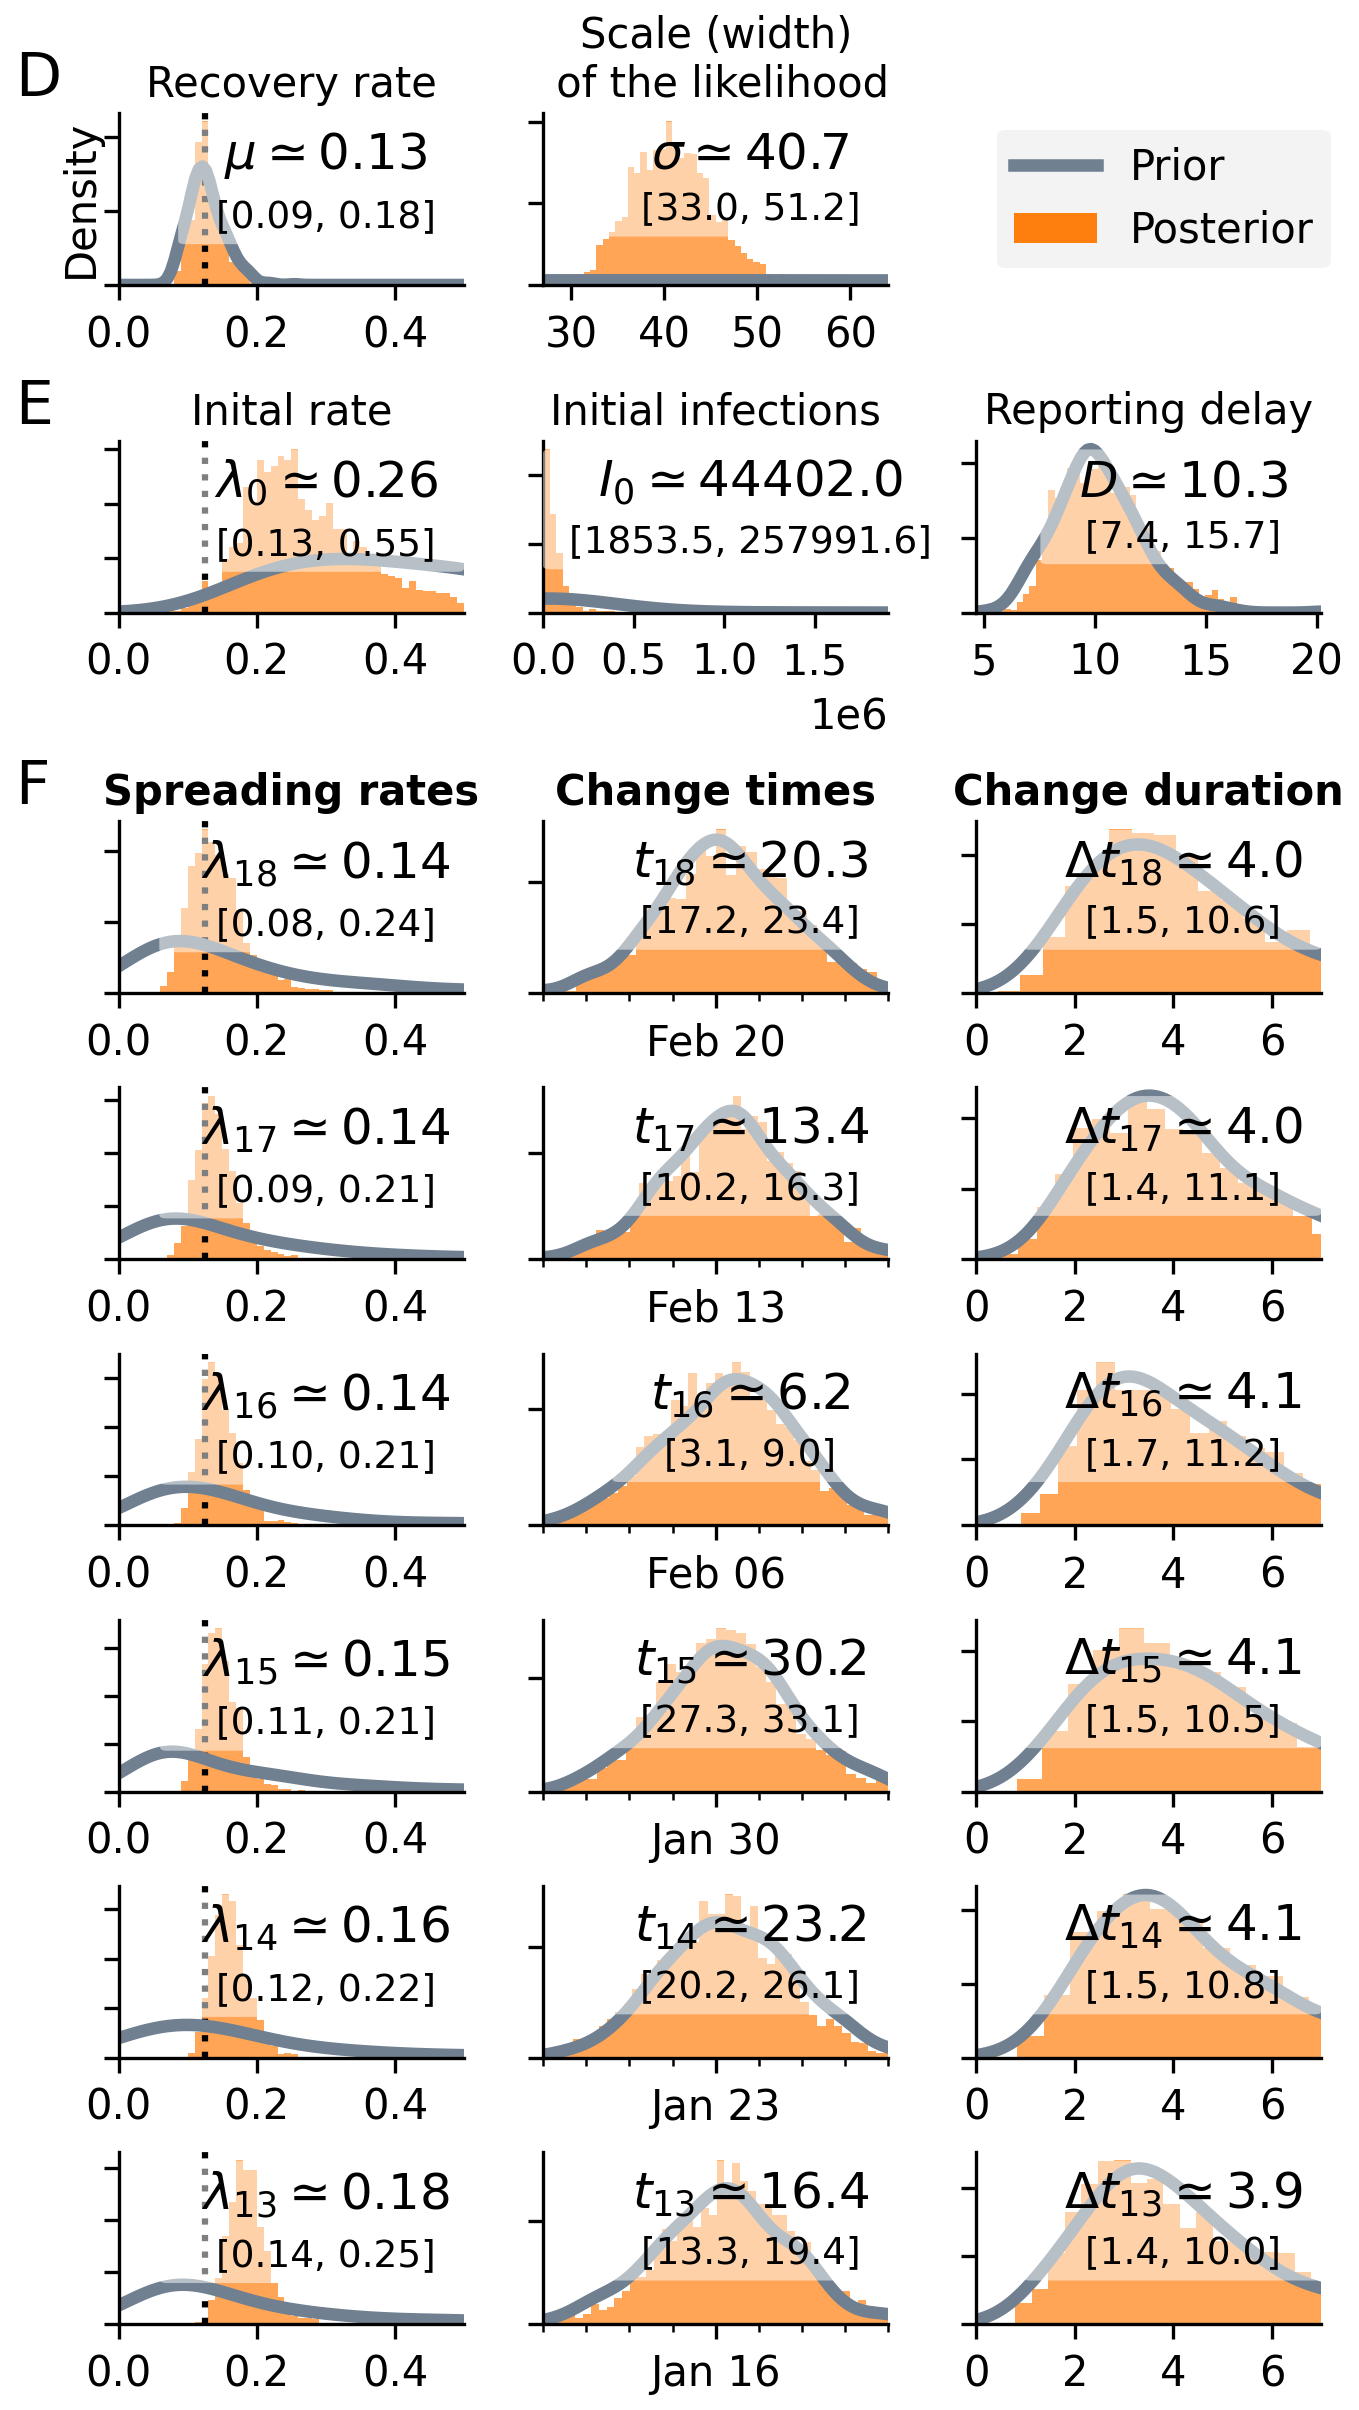 D
Recovery rate
Scale (width)
of the likelihood
Density
μ ≃ 0.13
[0.09, 0.18]
0.0 0.2 0.4
σ ≃ 40.7
[33.0, 51.2]
30 40 50 60
Prior
Posterior
E
Inital rate
λ0 ≃ 0.26
[0.13, 0.55]
0.0 0.2 0.4
Initial infections
I0 ≃ 44402.0
[1853.5, 257991.6]
0.0 0.5 1.0 1.5
1e6
Reporting delay
D ≃ 10.3
[7.4, 15.7]
5 10 15 20
F
Spreading rates
Change times
Change duration
λ18 ≃ 0.14
[0.08, 0.24]
0.0 0.2 0.4
t18 ≃ 20.3
[17.2, 23.4]
Feb 20
Δt18 ≃ 4.0
[1.5, 10.6]
0 2 4 6
λ17 ≃ 0.14
[0.09, 0.21]
0.0 0.2 0.4
t17 ≃ 13.4
[10.2, 16.3]
Feb 13
Δt17 ≃ 4.0
[1.4, 11.1]
0 2 4 6
λ16 ≃ 0.14
[0.10, 0.21]
0.0 0.2 0.4
t16 ≃ 6.2
[3.1, 9.0]
Feb 06
Δt16 ≃ 4.1
[1.7, 11.2]
0 2 4 6
λ15 ≃ 0.15
[0.11, 0.21]
0.0 0.2 0.4
t15 ≃ 30.2
[27.3, 33.1]
Jan 30
Δt15 ≃ 4.1
[1.5, 10.5]
0 2 4 6
λ14 ≃ 0.16
[0.12, 0.22]
0.0 0.2 0.4
t14 ≃ 23.2
[20.2, 26.1]
Jan 23
Δt14 ≃ 4.1
[1.5, 10.8]
0 2 4 6
λ13 ≃ 0.18
[0.14, 0.25]
0.0 0.2 0.4
t13 ≃ 16.4
[13.3, 19.4]
Jan 16
Δt13 ≃ 3.9
[1.4, 10.0]
0 2 4 6